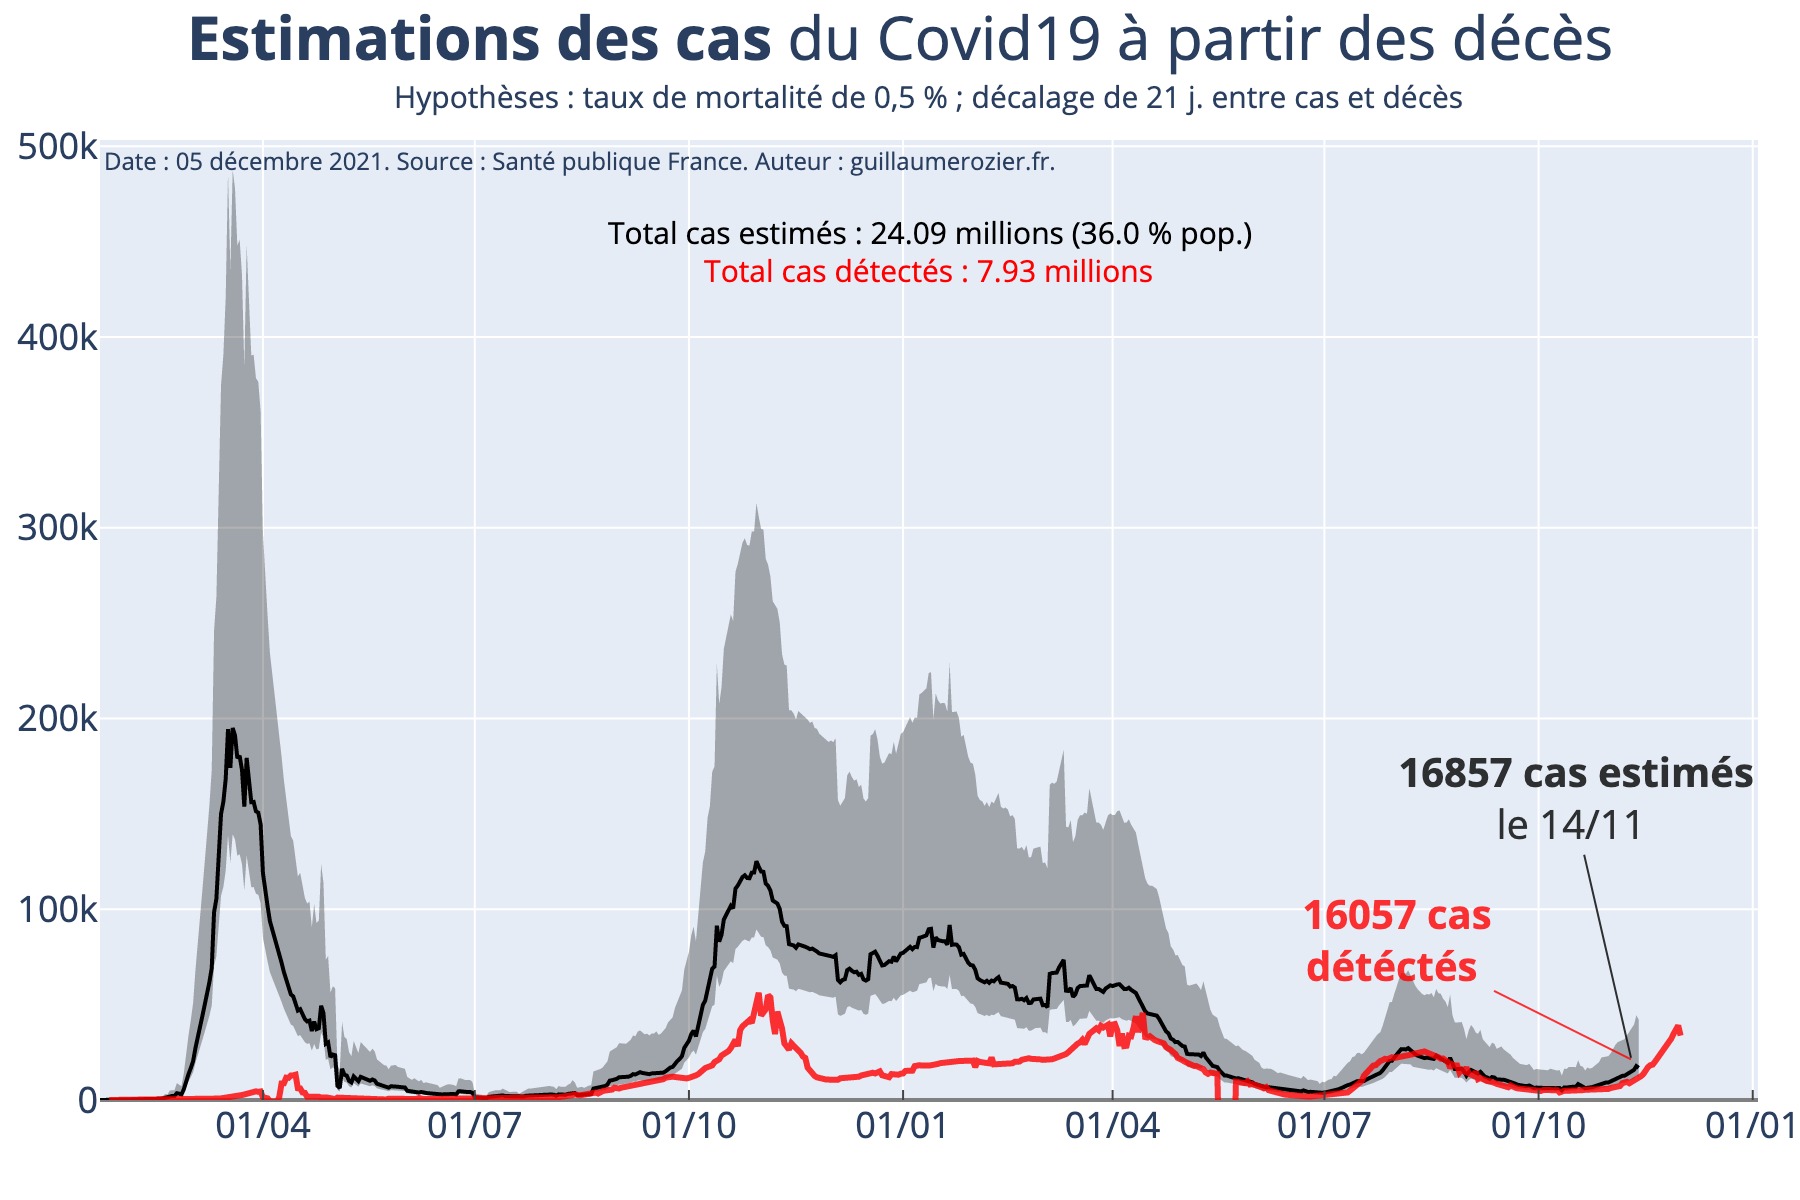 Estimations des cas du Covid19 à partir des décès
Hypothèses : taux de mortalité de 0,5 % ; décalage de 21 j. entre cas et décès
500k
Date : 05 décembre 2021. Source : Santé publique France. Auteur : guillaumerozier.fr.
Total cas estimés : 24.09 millions (36.0 % pop.)
Total cas détectés : 7.93 millions
400k
300k
200k
16857 cas estimés
le 14/11
100k
16057 cas
détéctés
0
01/04 01/07 01/10 01/01 01/04 01/07 01/10 01/01